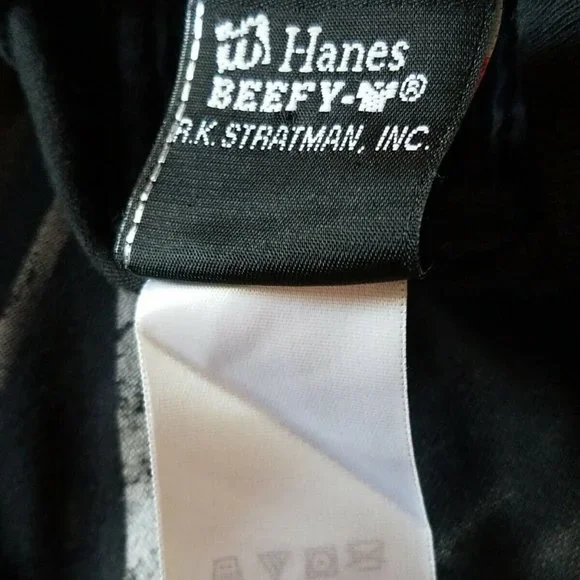 Hanes
BEEFY-T®
R.K. STRATMAN, INC.